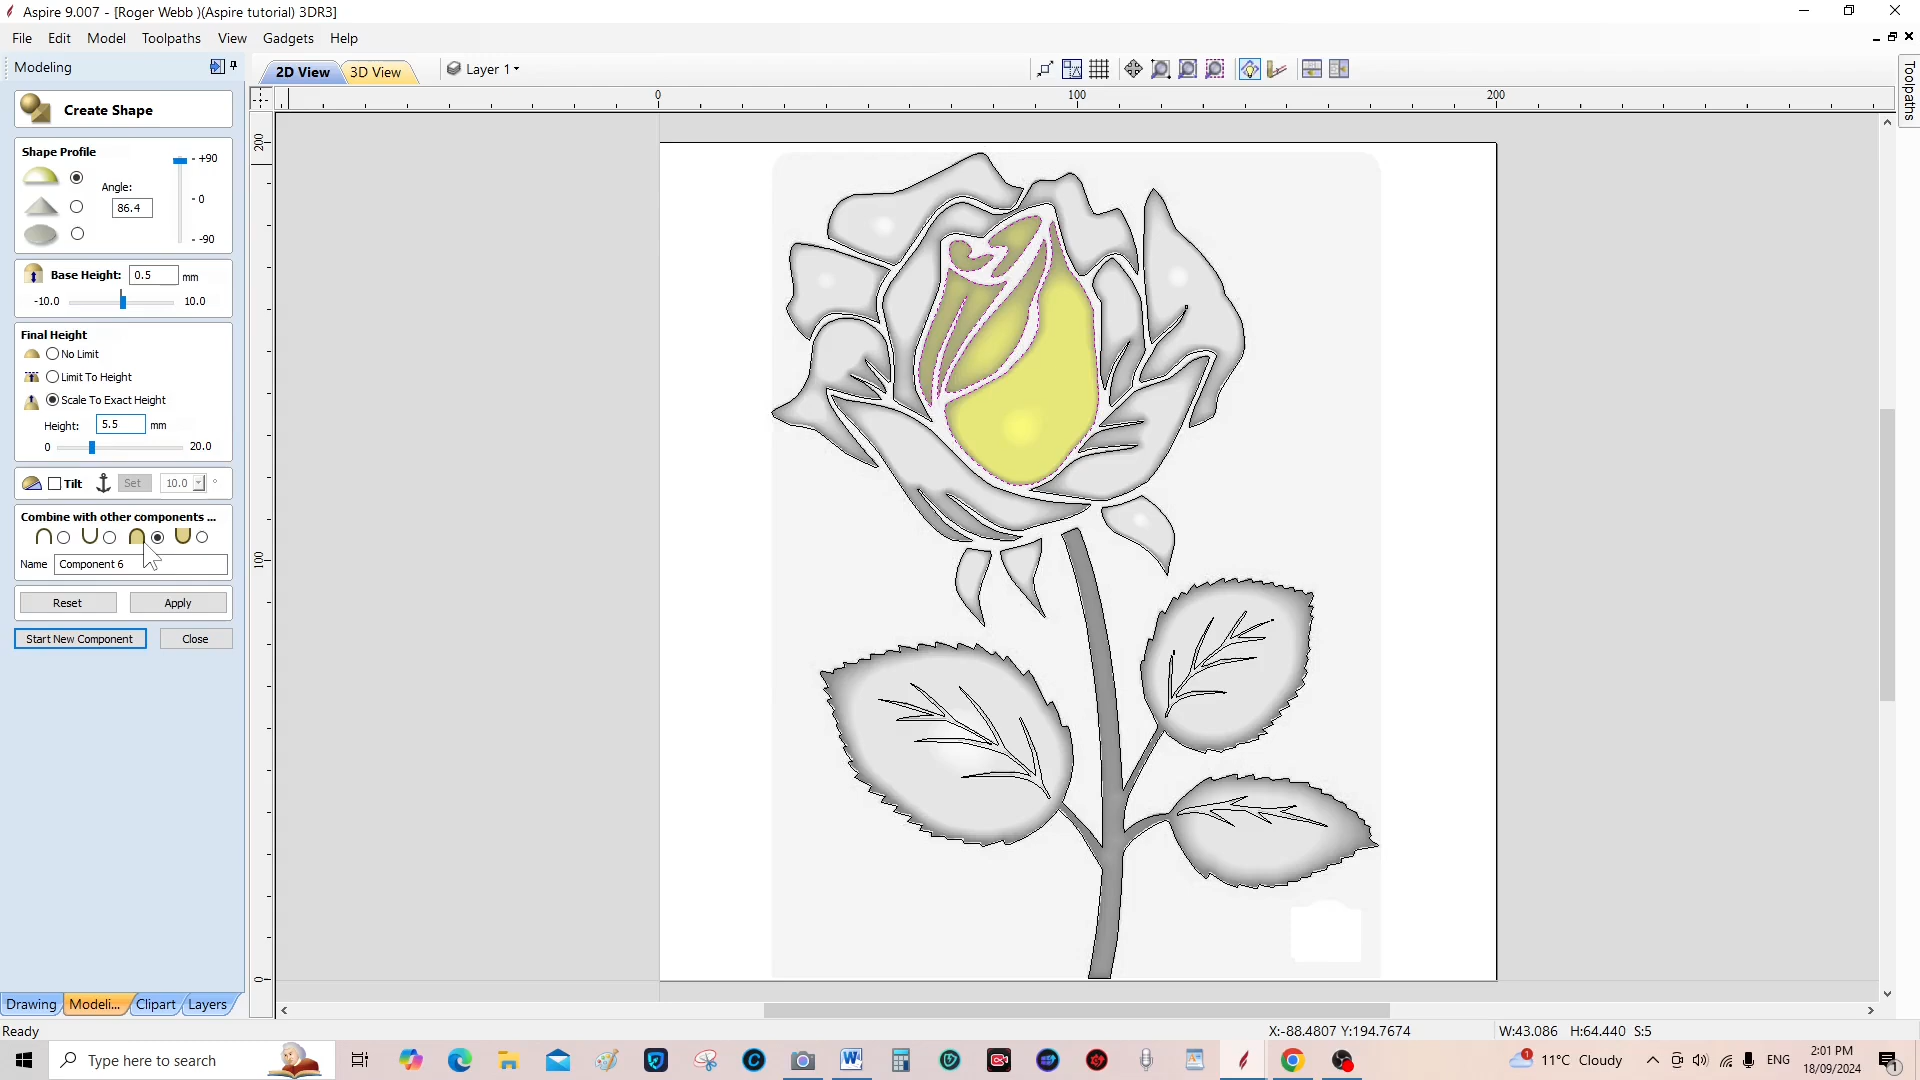 Aspire 9.007 - [Roger Webb )(Aspire tutorial) 3DR3]
File Edit Model Toolpaths View Gadgets Help
Modeling
2D View 3D View Layer 1
Toolpaths
0 100 200
Create Shape
Shape Profile
+90
Angle:
86.4
- 0
- -90
Base Height: 0.5 mm
-10.0 10.0
Final Height
No Limit
Limit To Height
Scale To Exact Height
Height: 5.5 mm
0 20.0
Tilt Set 10.0 °
Combine with other components ...
Name Component 6
Reset Apply
Start New Component Close
200
100
0
Drawing Modeli... Clipart Layers
Ready X:-88.4807 Y:194.7674 W:43.086 H:64.440 S:5
Type here to search
11°C Cloudy ENG 2:01 PM
18/09/2024